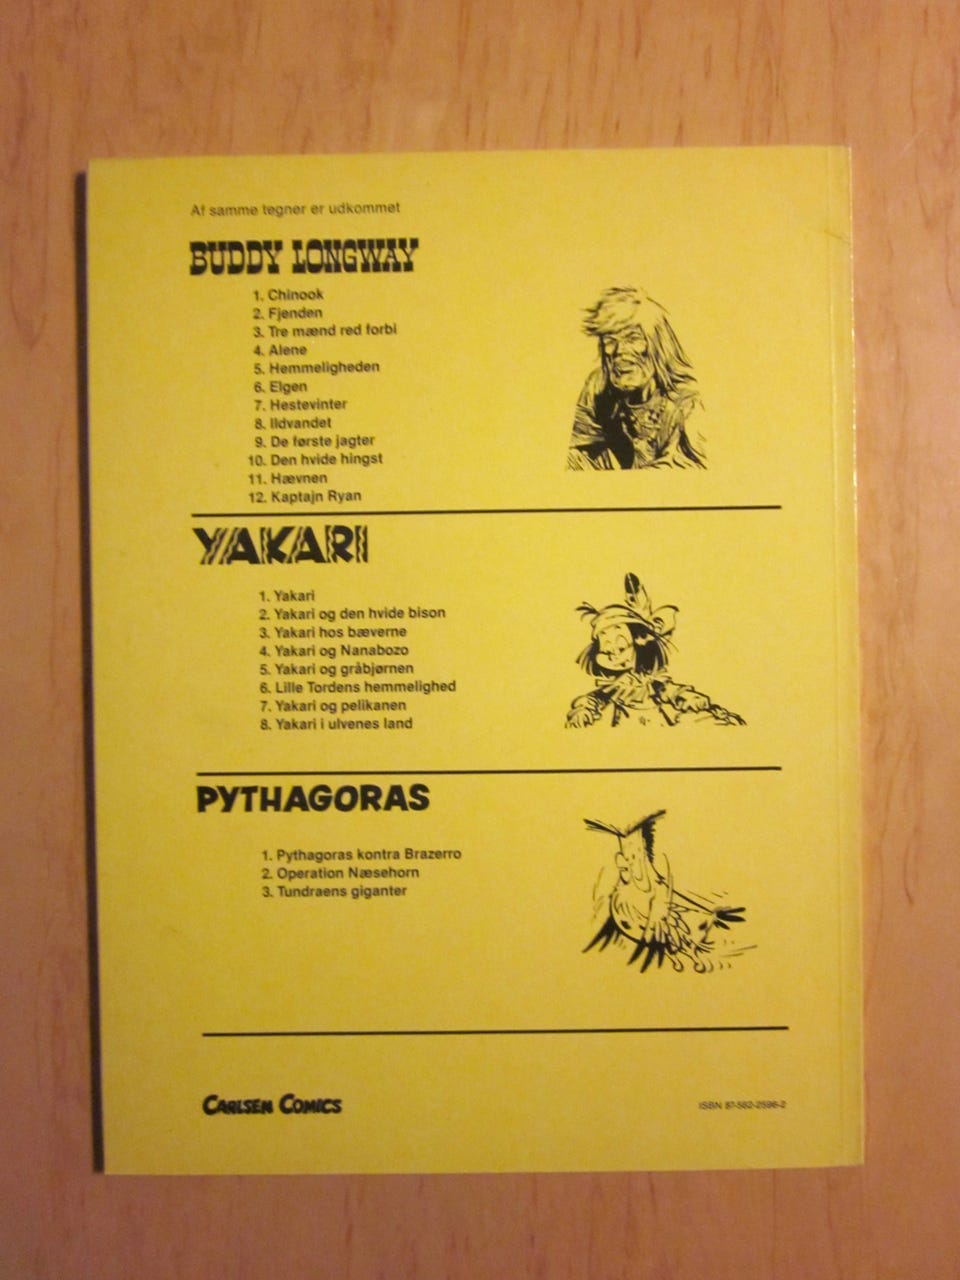 Af samme tegner er udkommet
BUDDY LONGWAY
1. Chinook
2. Fjenden
3. Tre mænd red forbi
4. Alene
5. Hemmeligheden
6. Elgen
7. Hestevinter
8. Ildvandet
9. De første jagter
10. Den hvide hingst
11. Hævnen
12. Kaptajn Ryan
YAKARI
1. Yakari
2. Yakari og den hvide bison
3. Yakari hos bæverne
4. Yakari og Nanabozo
5. Yakari og gråbjørnen
6. Lille Tordens hemmelighed
7. Yakari og pelikanen
8. Yakari i ulvenes land
PYTHAGORAS
1. Pythagoras kontra Brazerro
2. Operation Næsehorn
3. Tundraens giganter
CARLSEN COMICS
ISBN 87-562-2596-2